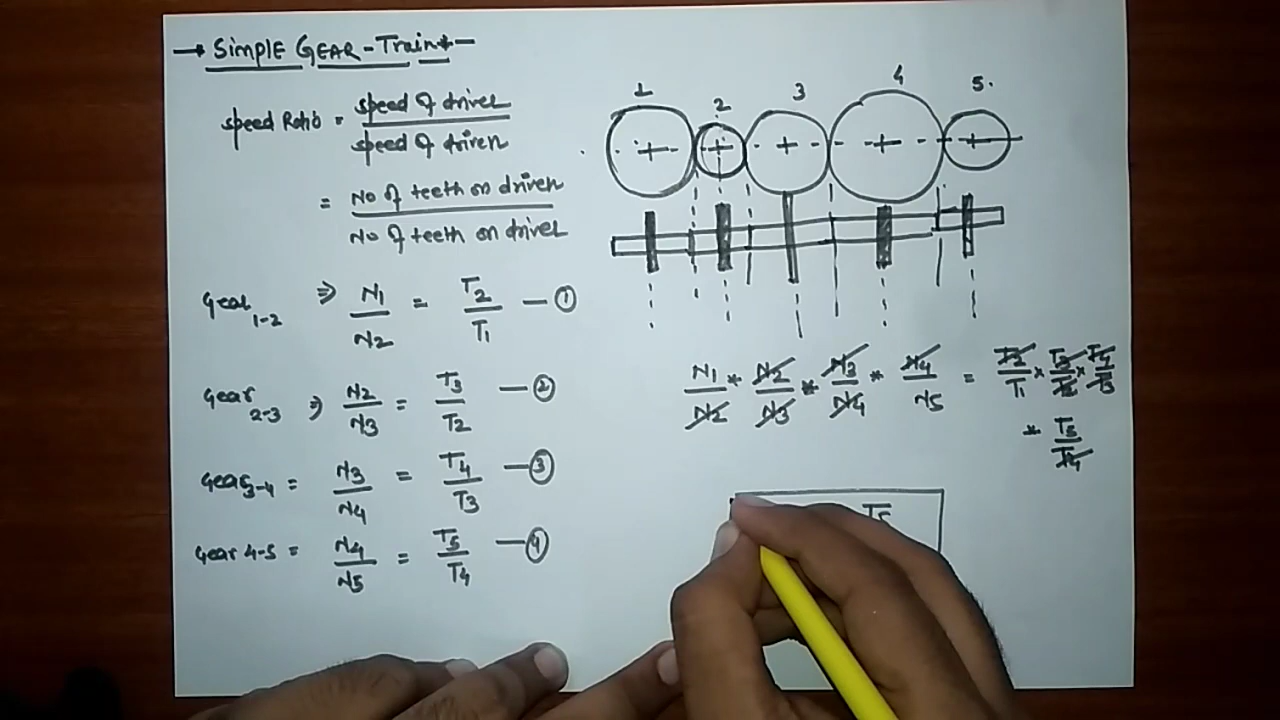 → SIMPLE GEAR-Train :-
Speed Ratio = Speed of driver / Speed of driven
= No of teeth on driven / No of teeth on driver
Gear 1-2 ⇒ N1/N2 = T2/T1 — ①
Gear 2-3 ⇒ N2/N3 = T3/T2 — ②
Gear 3-4 = N3/N4 = T4/T3 — ③
Gear 4-5 = N4/N5 = T5/T4 — ④
1 2 3 4 5.
N1/N2 * N2/N3 * N3/N4 * N4/N5 = T2/T1 * T3/T2 * T4/T3
* T5/T4
T5